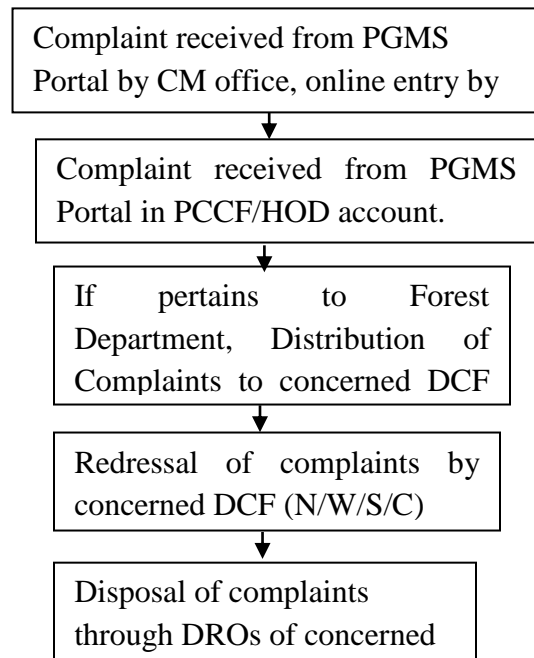 Complaint received from PGMS
Portal by CM office, online entry by
Complaint received from PGMS
Portal in PCCF/HOD account.
If pertains to Forest
Department, Distribution of
Complaints to concerned DCF
Redressal of complaints by
concerned DCF (N/W/S/C)
Disposal of complaints
through DROs of concerned